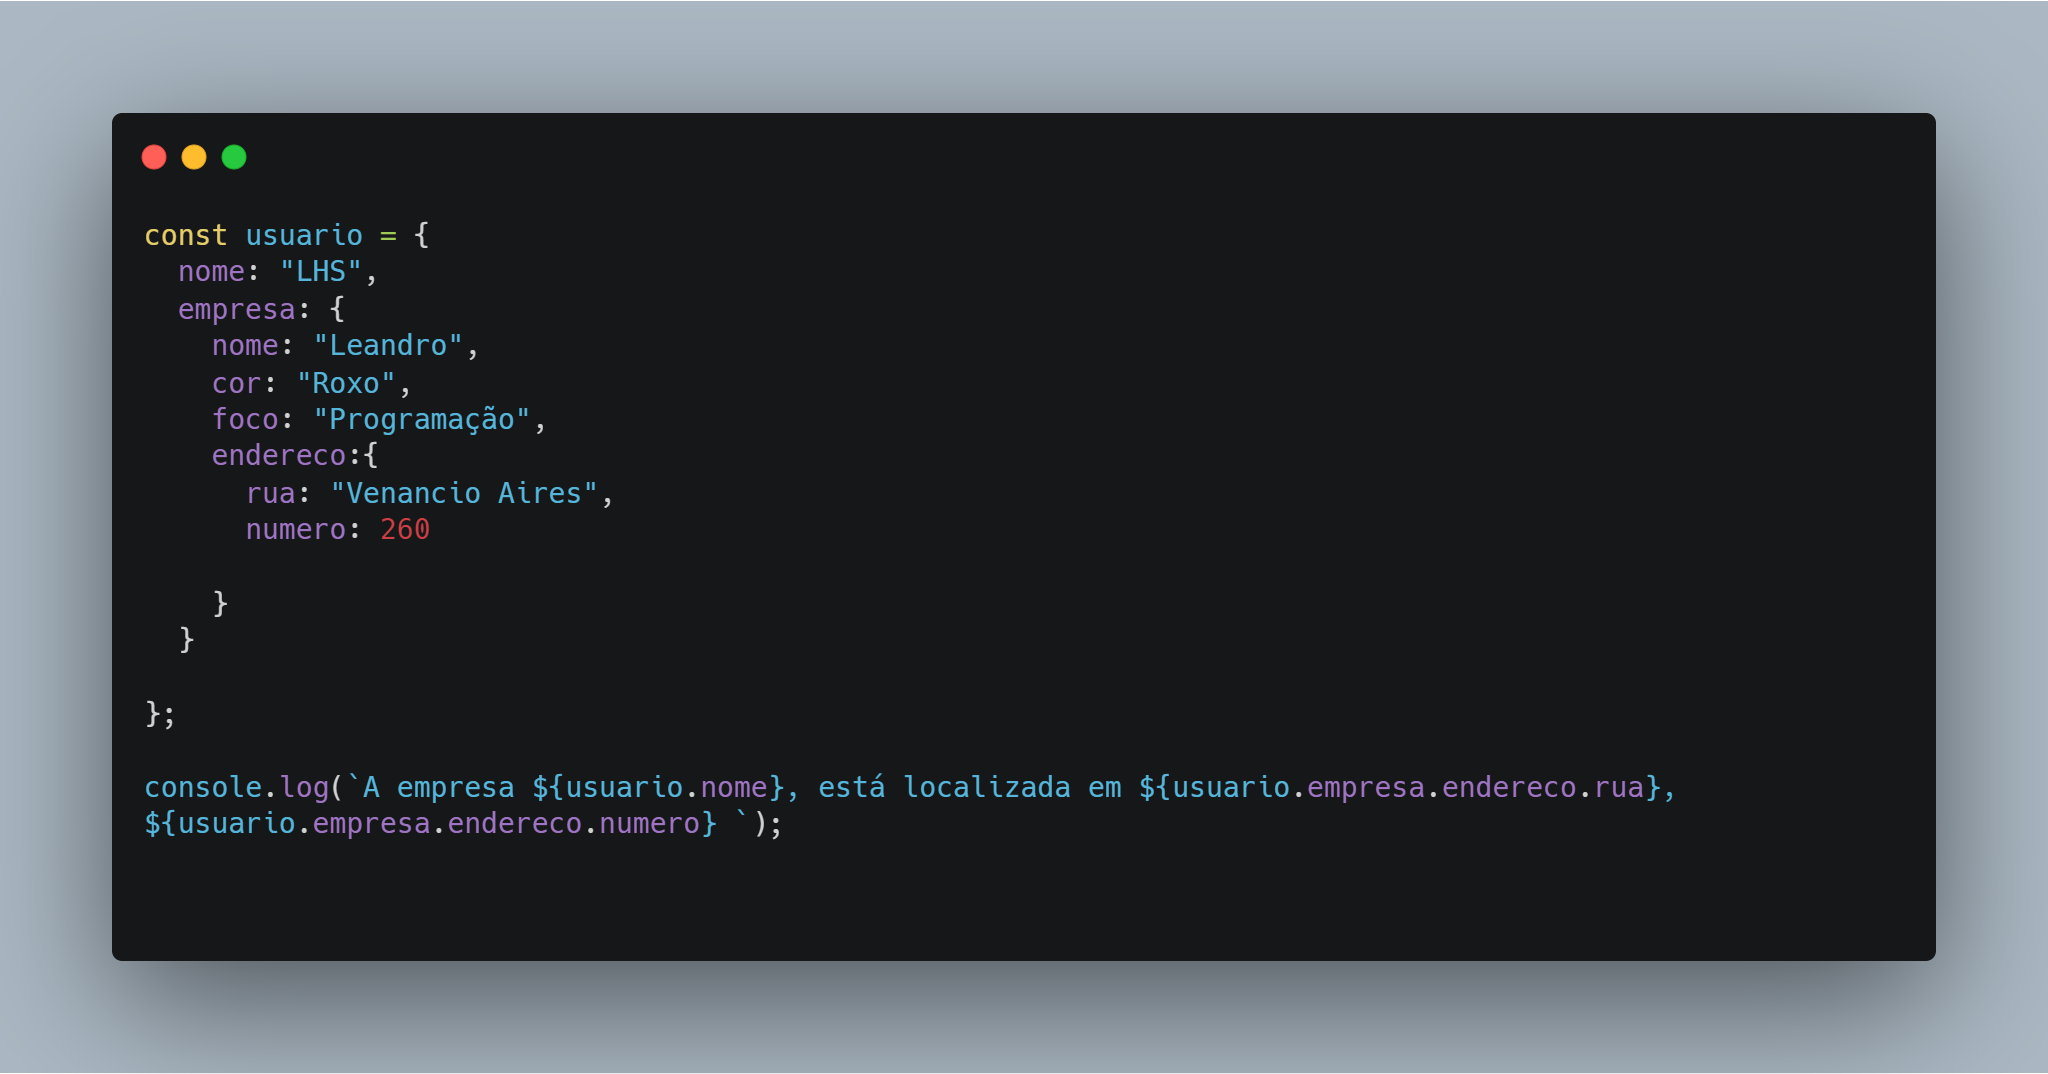 const usuario = {
  nome: "LHS",
  empresa: {
    nome: "Leandro",
    cor: "Roxo",
    foco: "Programação",
    endereco:{
      rua: "Venancio Aires",
      numero: 260
    }
  }
};
console.log(`A empresa ${usuario.nome}, está localizada em ${usuario.empresa.endereco.rua},
${usuario.empresa.endereco.numero} `);